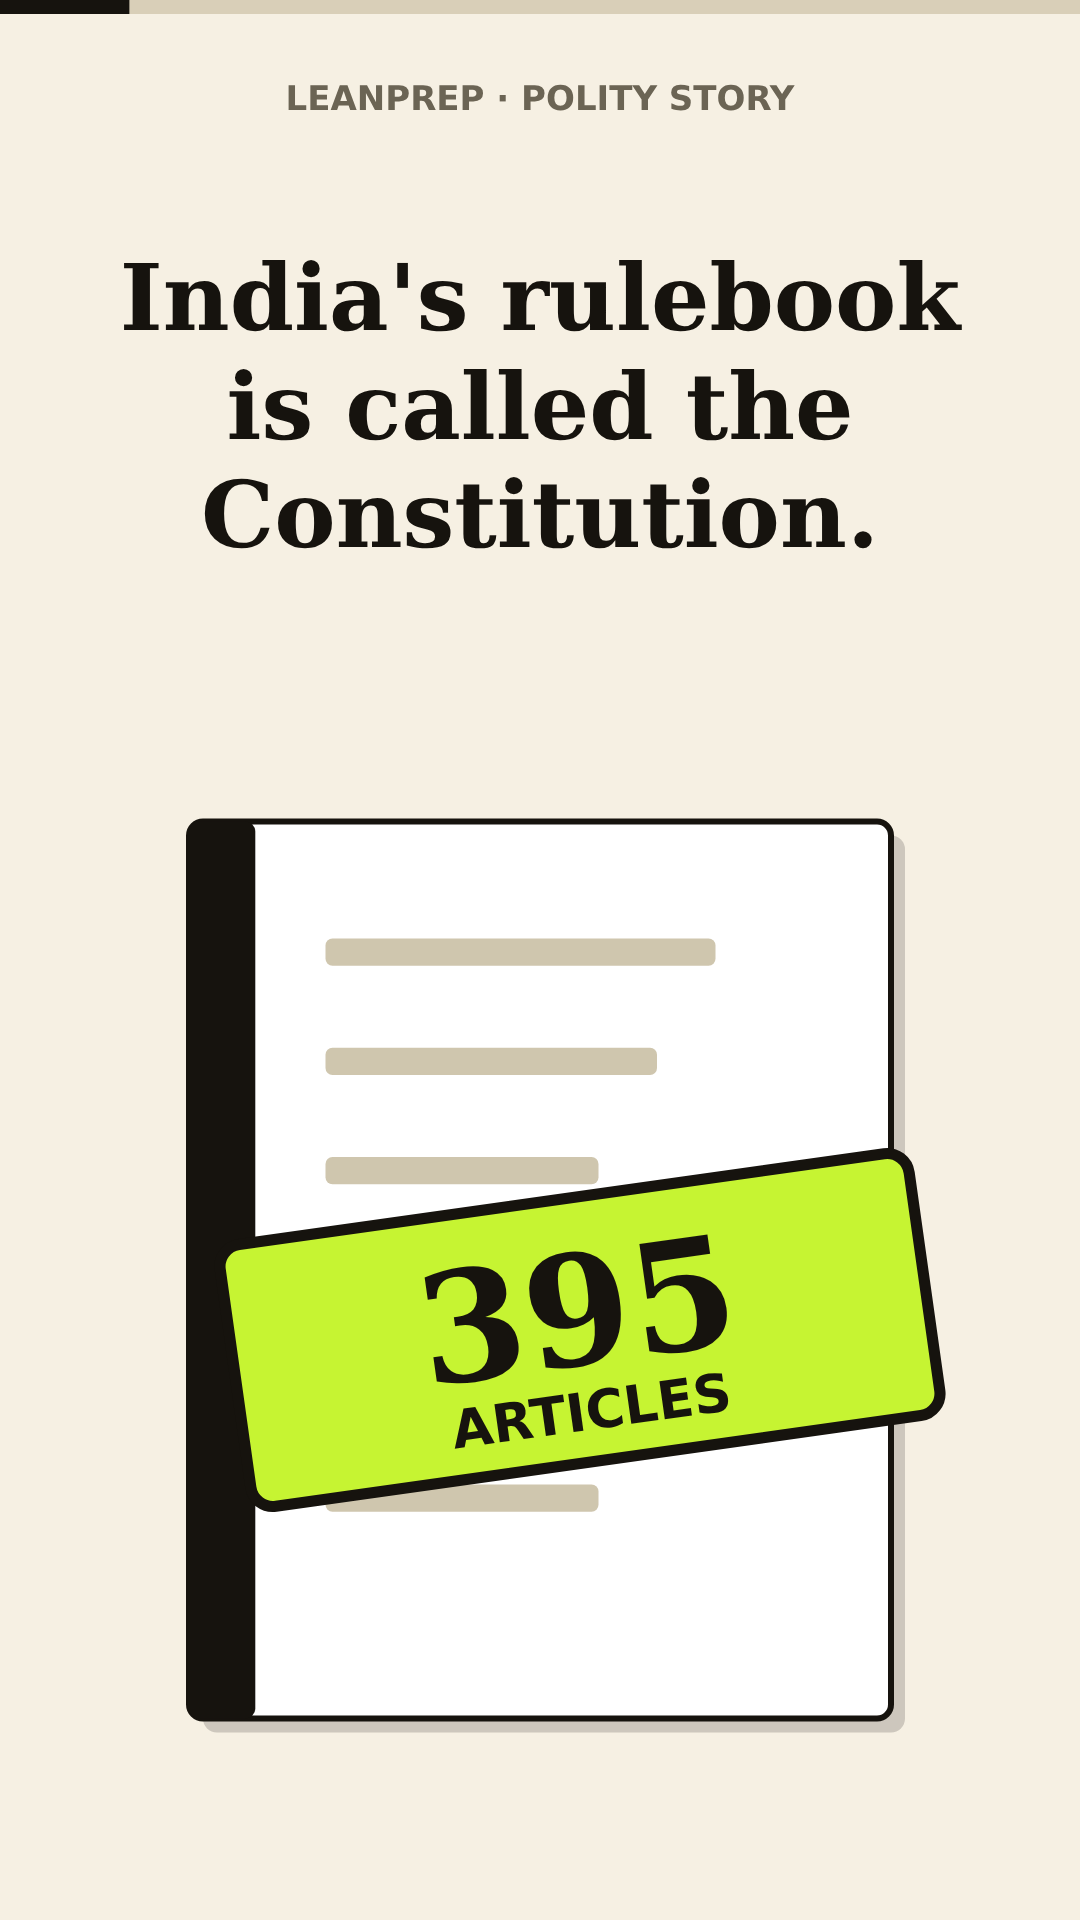 LEANPREP · POLITY STORY
India's rulebook
is called the
Constitution.
395
ARTICLES